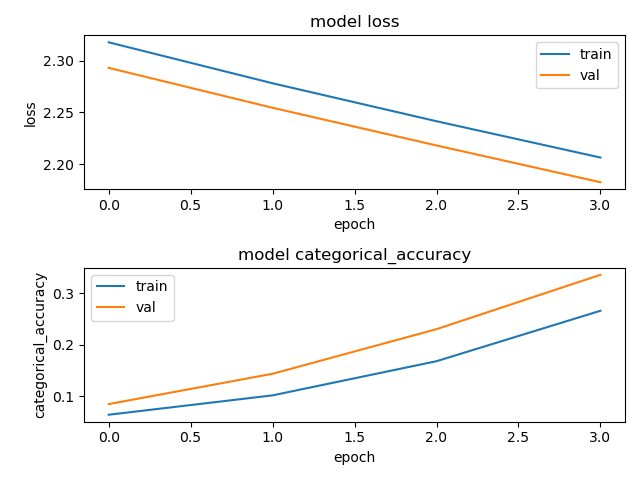 model loss
train
val
2.30
2.25
2.20
loss
0.0 0.5 1.0 1.5 2.0 2.5 3.0
epoch
model categorical_accuracy
train
val
0.3
0.2
0.1
categorical_accuracy
0.0 0.5 1.0 1.5 2.0 2.5 3.0
epoch